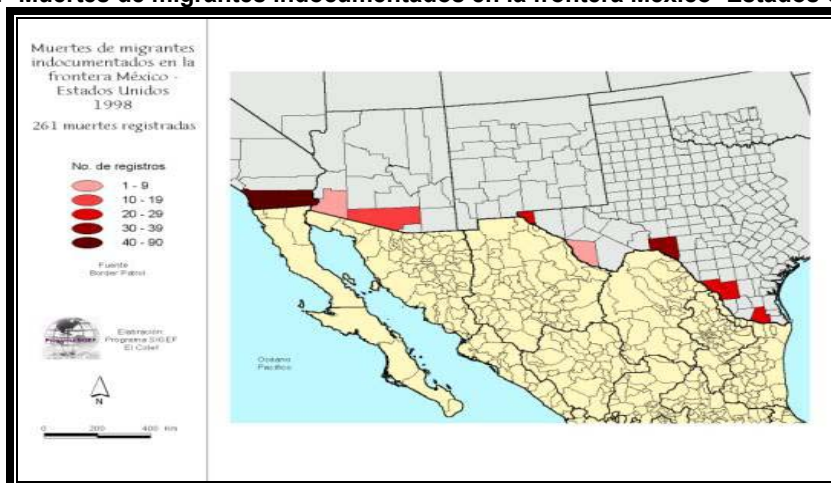 Muertes de migrantes indocumentados en la frontera México- Estados
Muertes de migrantes
indocumentados en la
frontera México -
Estados Unidos
1998
261 muertes registradas
No. de registros
1 - 9
10 - 19
20 - 29
30 - 39
40 - 90
Fuente
Border Patrol
Elaboración:
Programa SIGEF
El Colef
N
0 200 400 Km
Océano
Pacífico